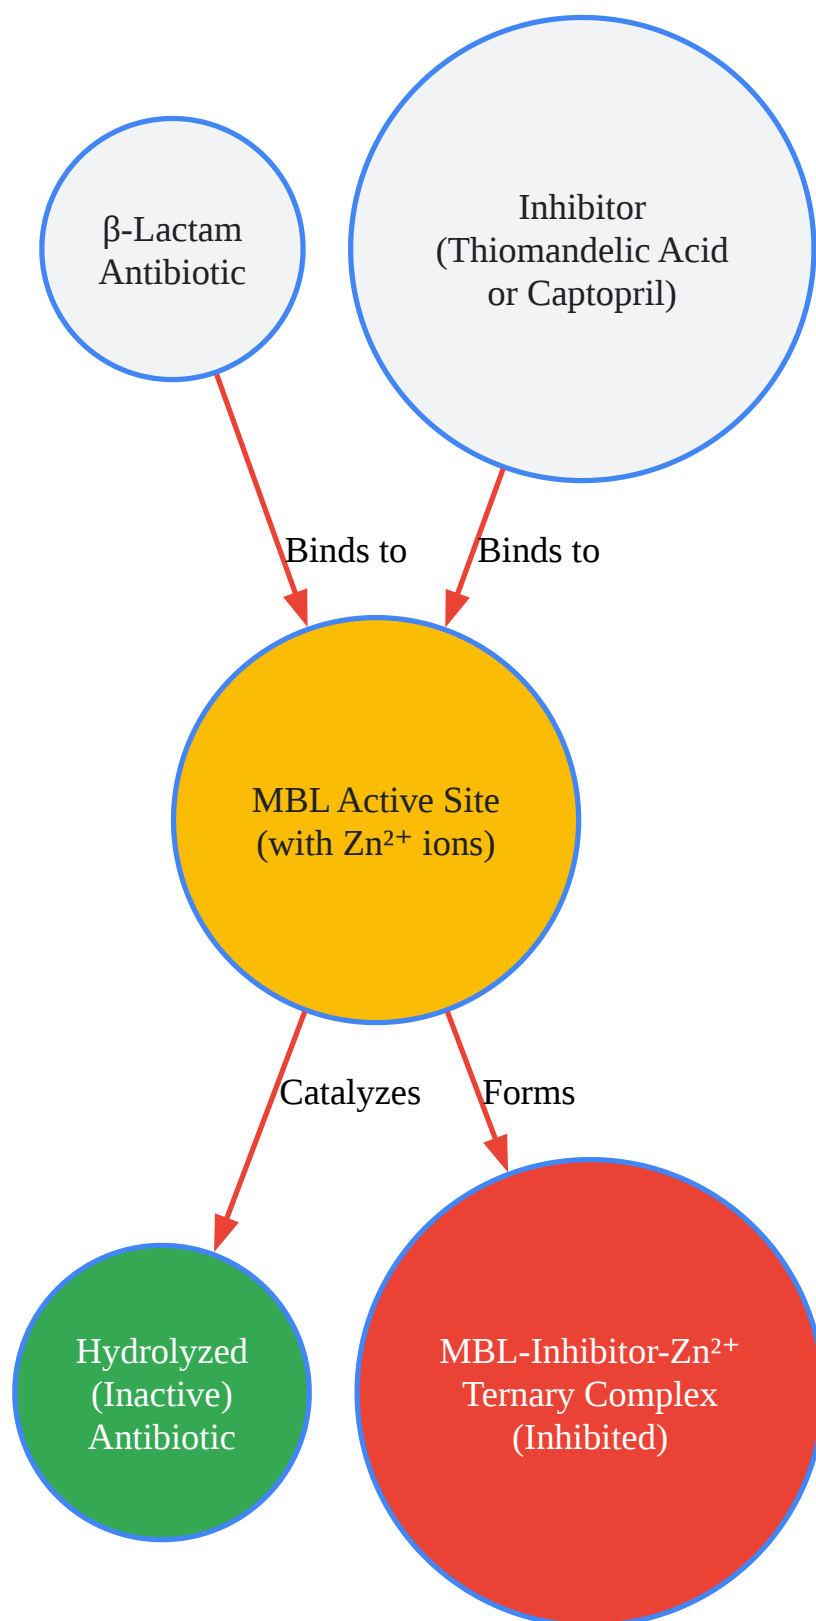 β-Lactam
Antibiotic
Inhibitor
(Thiomandelic Acid
or Captopril)
Binds to
Binds to
MBL Active Site
(with Zn²⁺ ions)
Catalyzes
Forms
Hydrolyzed
(Inactive)
Antibiotic
MBL-Inhibitor-Zn²⁺
Ternary Complex
(Inhibited)